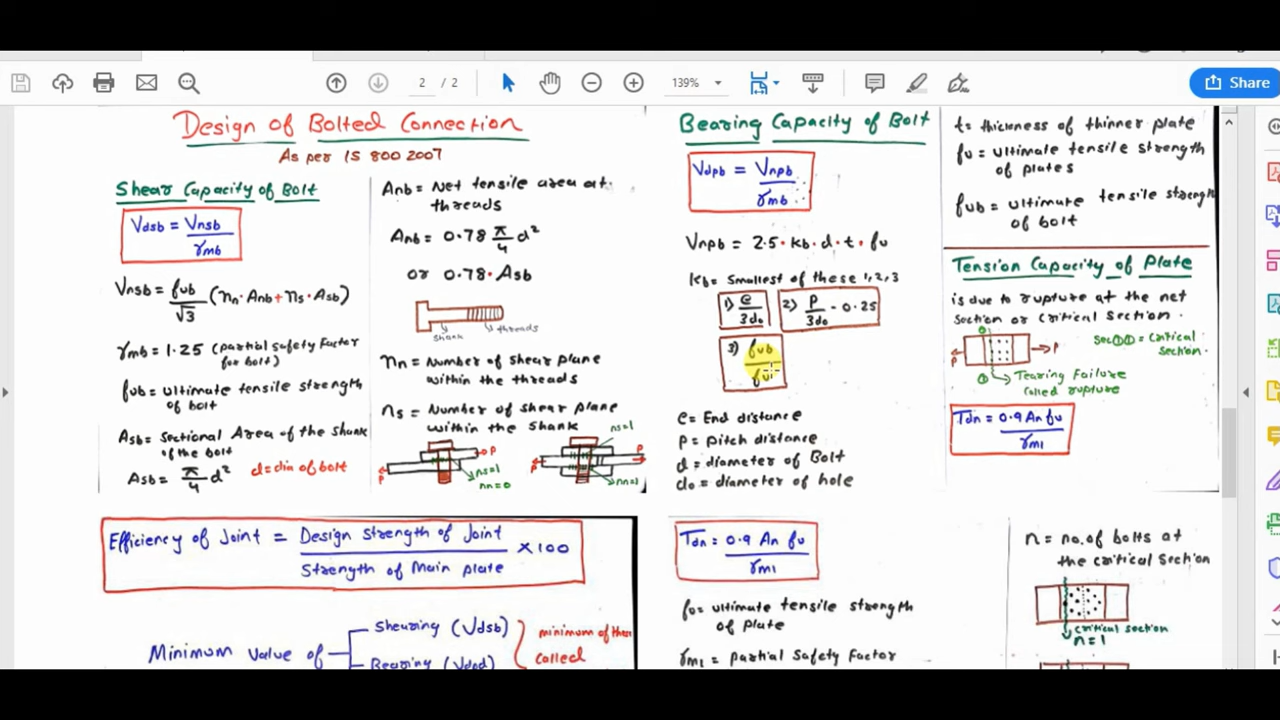 2 / 2
139%
Share
Design of Bolted Connection
As per IS 800 2007
Shear Capacity of Bolt
Vdsb = Vnsb / γmb
Vnsb = fub / √3 (nn · Anb + ns · Asb)
γmb = 1.25 (partial safety Factor for bolt)
fub = ultimate tensile strength
of bolt
Asb = Sectional Area of the shank
of the bolt
Asb = π/4 d² d = dia of bolt
Anb = Net tensile area at
threads
Anb = 0.78 π/4 d²
or 0.78 · Asb
shank
threads
nn = Number of shear plane
within the threads
ns = Number of shear plane
within the shank
P
P
ns=1
nn=0
ns=1
P
P
nn=1
Bearing Capacity of Bolt
Vdpb = Vnpb / γmb
Vnpb = 2.5 · kb · d · t · fu
kb = Smallest of these 1, 2, 3
1) e / 3do 2) P / 3do - 0.25
3) fub / fu
e = End distance
P = pitch distance
d = diameter of Bolt
do = diameter of hole
t = thickness of thinner plate
fu = ultimate tensile strength
of plates
fub = ultimate tensile strength
of bolt
Tension Capacity of Plate
is due to rupture at the net
section or critical section.
sec ①① = critical
section.
P
P
Tearing Failure
called rupture
Tdn = 0.9 An fu / γm1
Efficiency of Joint = Design strength of Joint / Strength of Main plate × 100
Minimum value of
Shearing (Vdsb)
minimum of these
called
Tdn = 0.9 An fu / γm1
fu = ultimate tensile strength
of plate
γm1 = partial safety Factor
n = no. of bolts at
the critical section
critical section
n = 1